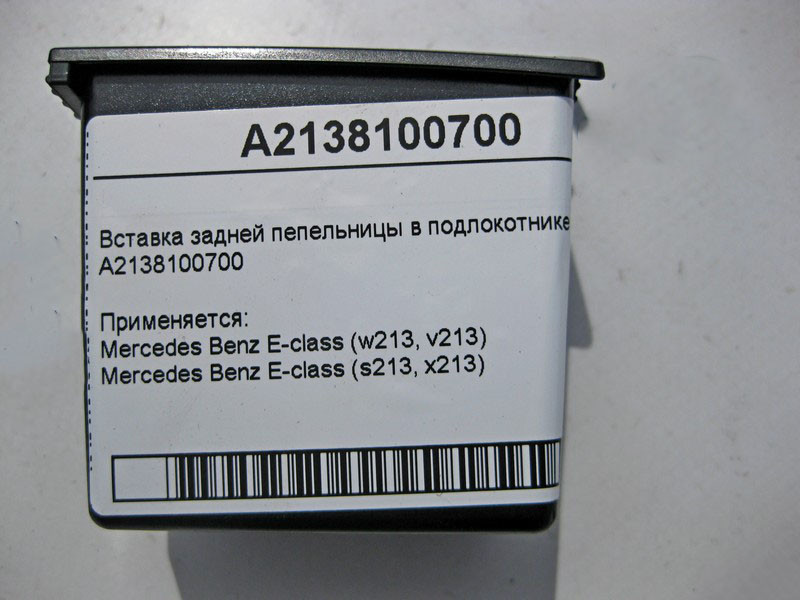 A2138100700
Вставка задней пепельницы в подлокотнике
A2138100700
Применяется:
Mercedes Benz E-class (w213, v213)
Mercedes Benz E-class (s213, x213)